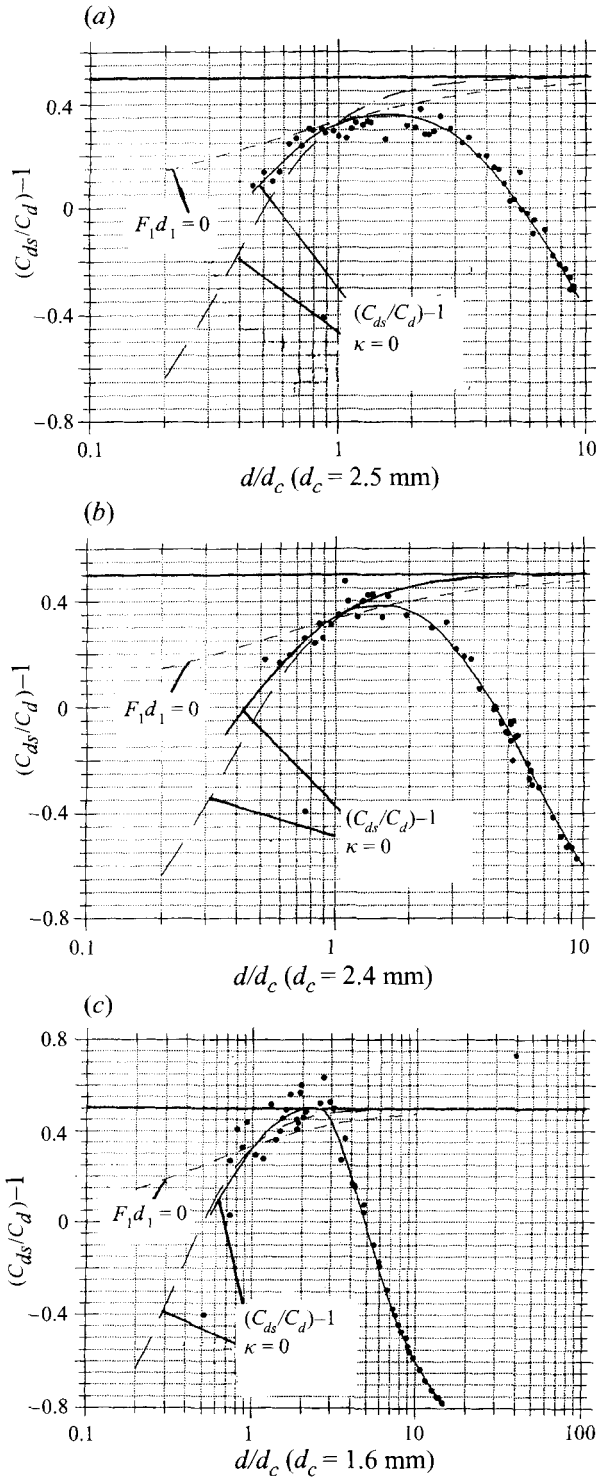 (a)
0.4
0
−0.4
−0.8
(C_ds/C_d)−1
F_1d_1 = 0
(C_ds/C_d)−1
κ = 0
0.1
1
10
d/d_c (d_c = 2.5 mm)
(b)
0.4
0
−0.4
−0.8
(C_ds/C_d)−1
F_1d_1 = 0
(C_ds/C_d)−1
κ = 0
0.1
1
10
d/d_c (d_c = 2.4 mm)
(c)
0.8
0.4
0
−0.4
−0.8
(C_ds/C_d)−1
F_1d_1 = 0
(C_ds/C_d)−1
κ = 0
0.1
1
10
100
d/d_c (d_c = 1.6 mm)